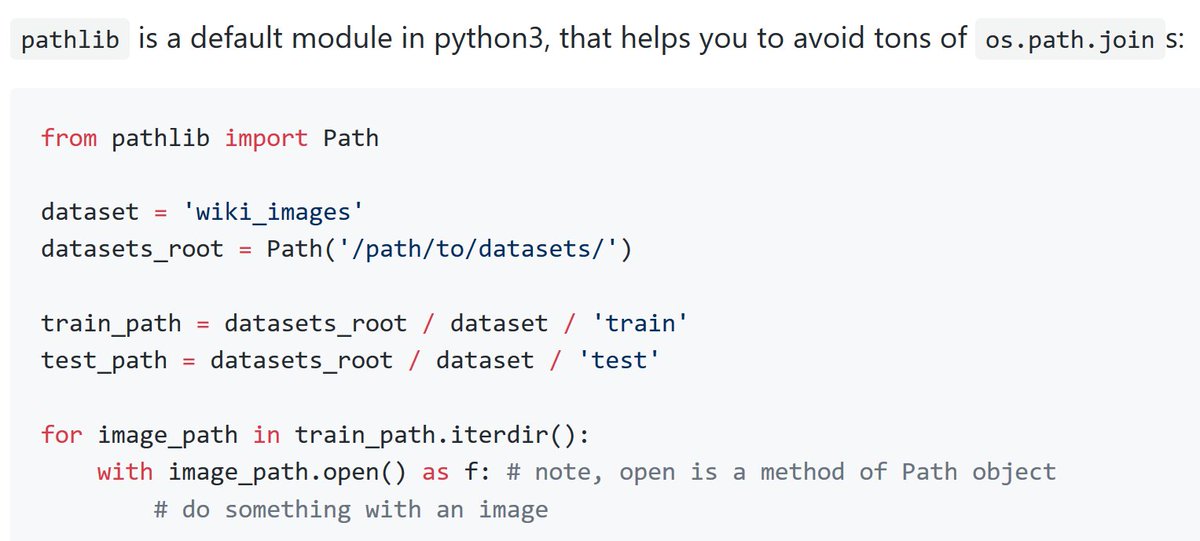 pathlib is a default module in python3, that helps you to avoid tons of os.path.join s:
from pathlib import Path
dataset = 'wiki_images'
datasets_root = Path('/path/to/datasets/')
train_path = datasets_root / dataset / 'train'
test_path = datasets_root / dataset / 'test'
for image_path in train_path.iterdir():
    with image_path.open() as f: # note, open is a method of Path object
        # do something with an image